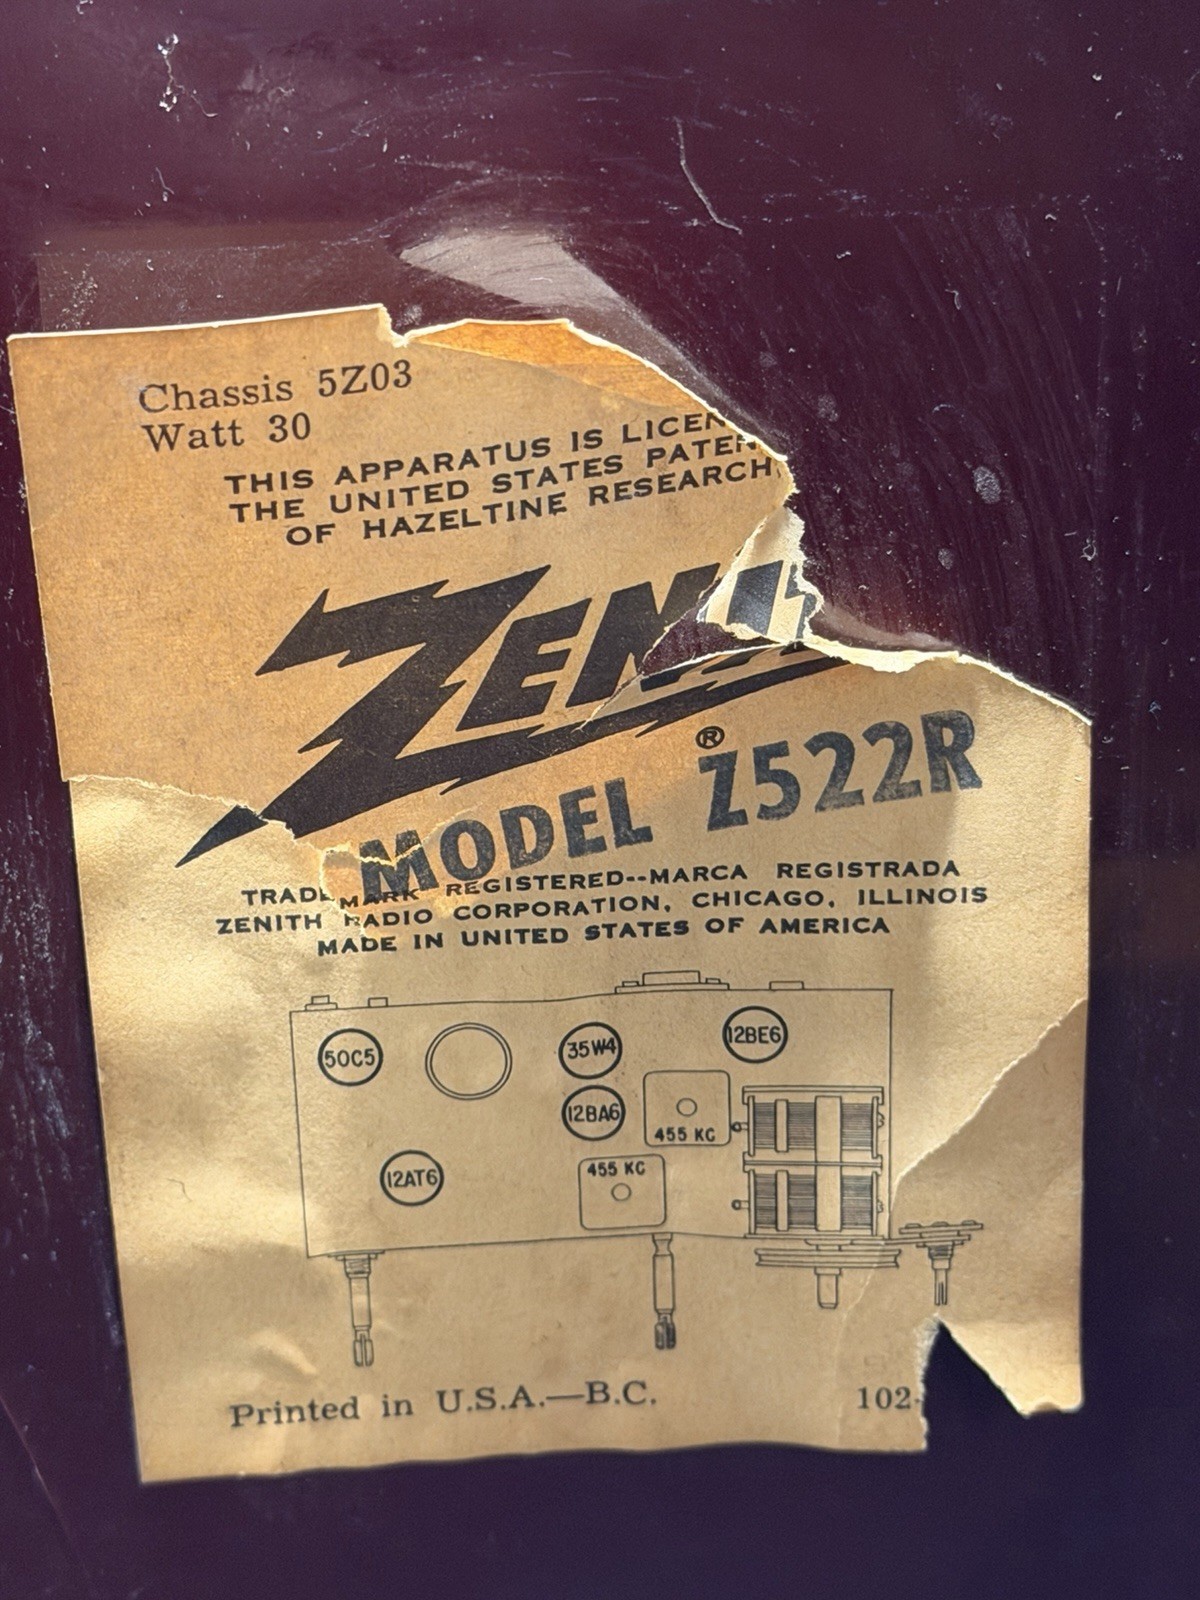 Chassis 5Z03
Watt 30
THIS APPARATUS IS LICEN
THE UNITED STATES PATEN
OF HAZELTINE RESEARCH
ZENIT
®
MODEL Z522R
TRADEMARK REGISTERED--MARCA REGISTRADA
ZENITH RADIO CORPORATION, CHICAGO, ILLINOIS
MADE IN UNITED STATES OF AMERICA
50C5
35W4
12BE6
12BA6
455 KC
12AT6
455 KC
Printed in U.S.A.—B.C.
102-